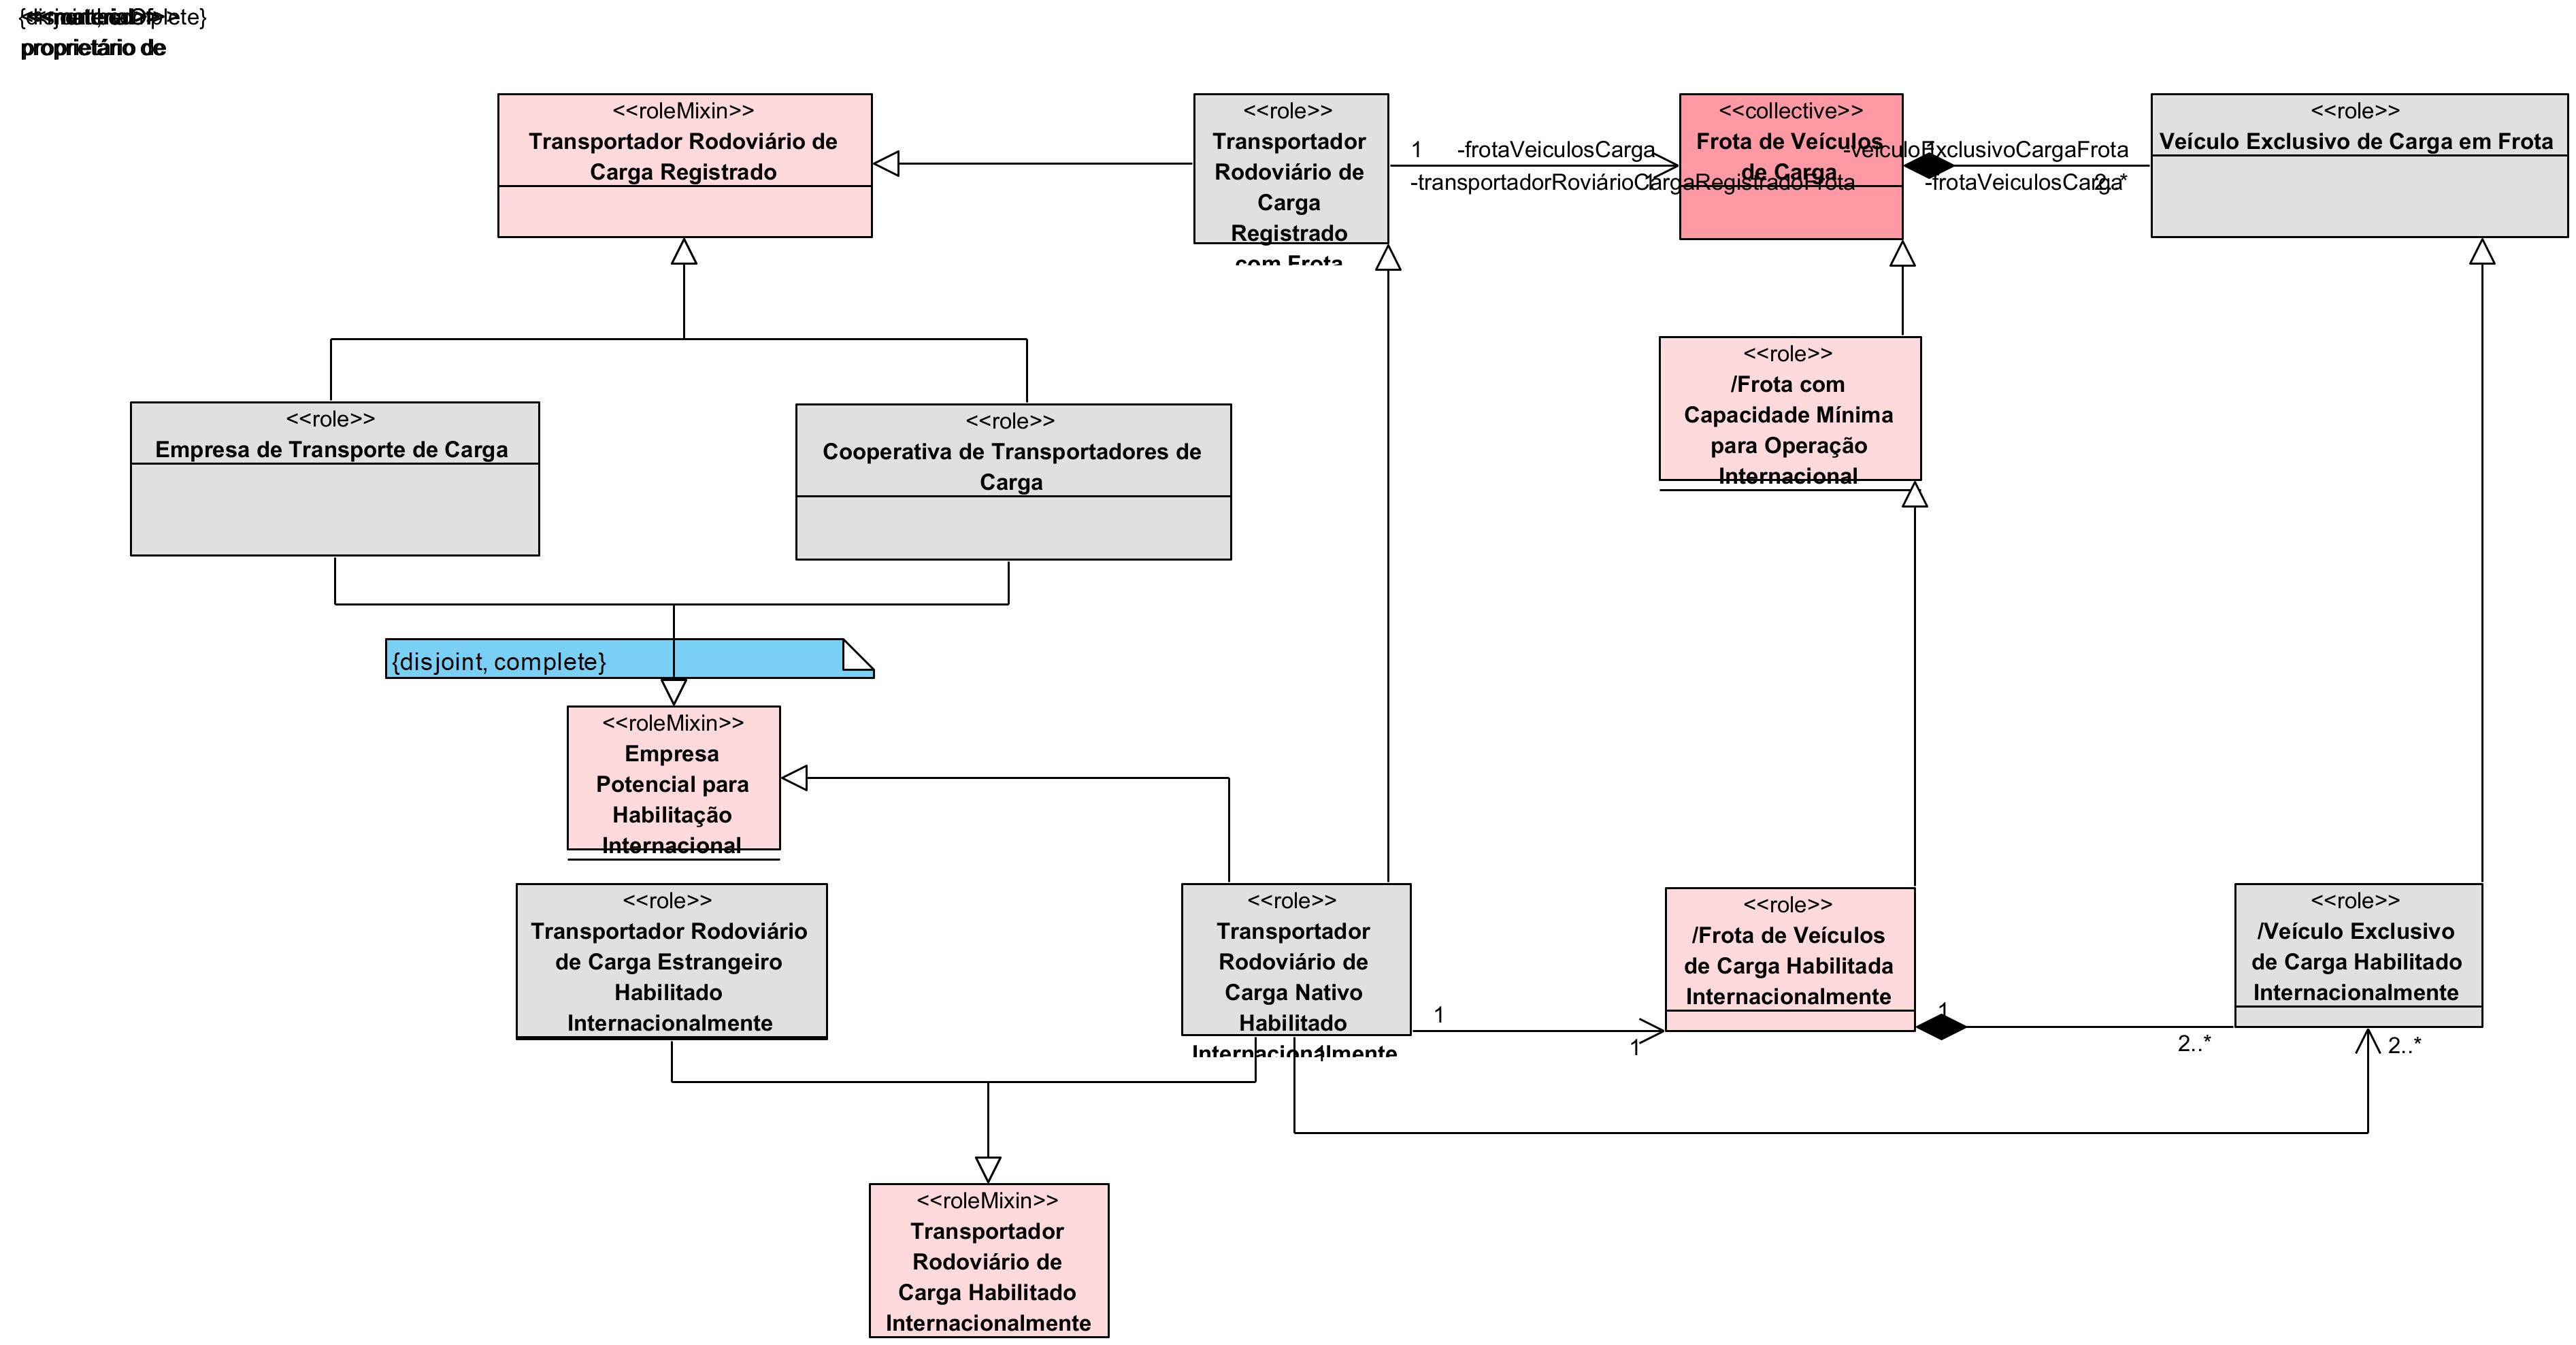 proprietário de
<<roleMixin>>
Transportador Rodoviário de
Carga Registrado
<<role>>
Transportador
Rodoviário de
Carga
Registrado
com Frota
1
-frotaVeiculosCarga
-transportadorRoviárioCargaRegistradoFrota
1
<<collective>>
Frota de Veículos
de Carga
-veículoExclusivoCargaFrota
1
-frotaVeiculosCarga
2..*
<<role>>
Veículo Exclusivo de Carga em Frota
<<role>>
/Frota com
Capacidade Mínima
para Operação
Internacional
<<role>>
Empresa de Transporte de Carga
<<role>>
Cooperativa de Transportadores de
Carga
{disjoint, complete}
<<roleMixin>>
Empresa
Potencial para
Habilitação
Internacional
<<role>>
Transportador Rodoviário
de Carga Estrangeiro
Habilitado
Internacionalmente
<<role>>
Transportador
Rodoviário de
Carga Nativo
Habilitado
Internacionalmente
1
1
1
<<role>>
/Frota de Veículos
de Carga Habilitada
Internacionalmente
1
2..*
<<role>>
/Veículo Exclusivo
de Carga Habilitado
Internacionalmente
2..*
<<roleMixin>>
Transportador
Rodoviário de
Carga Habilitado
Internacionalmente